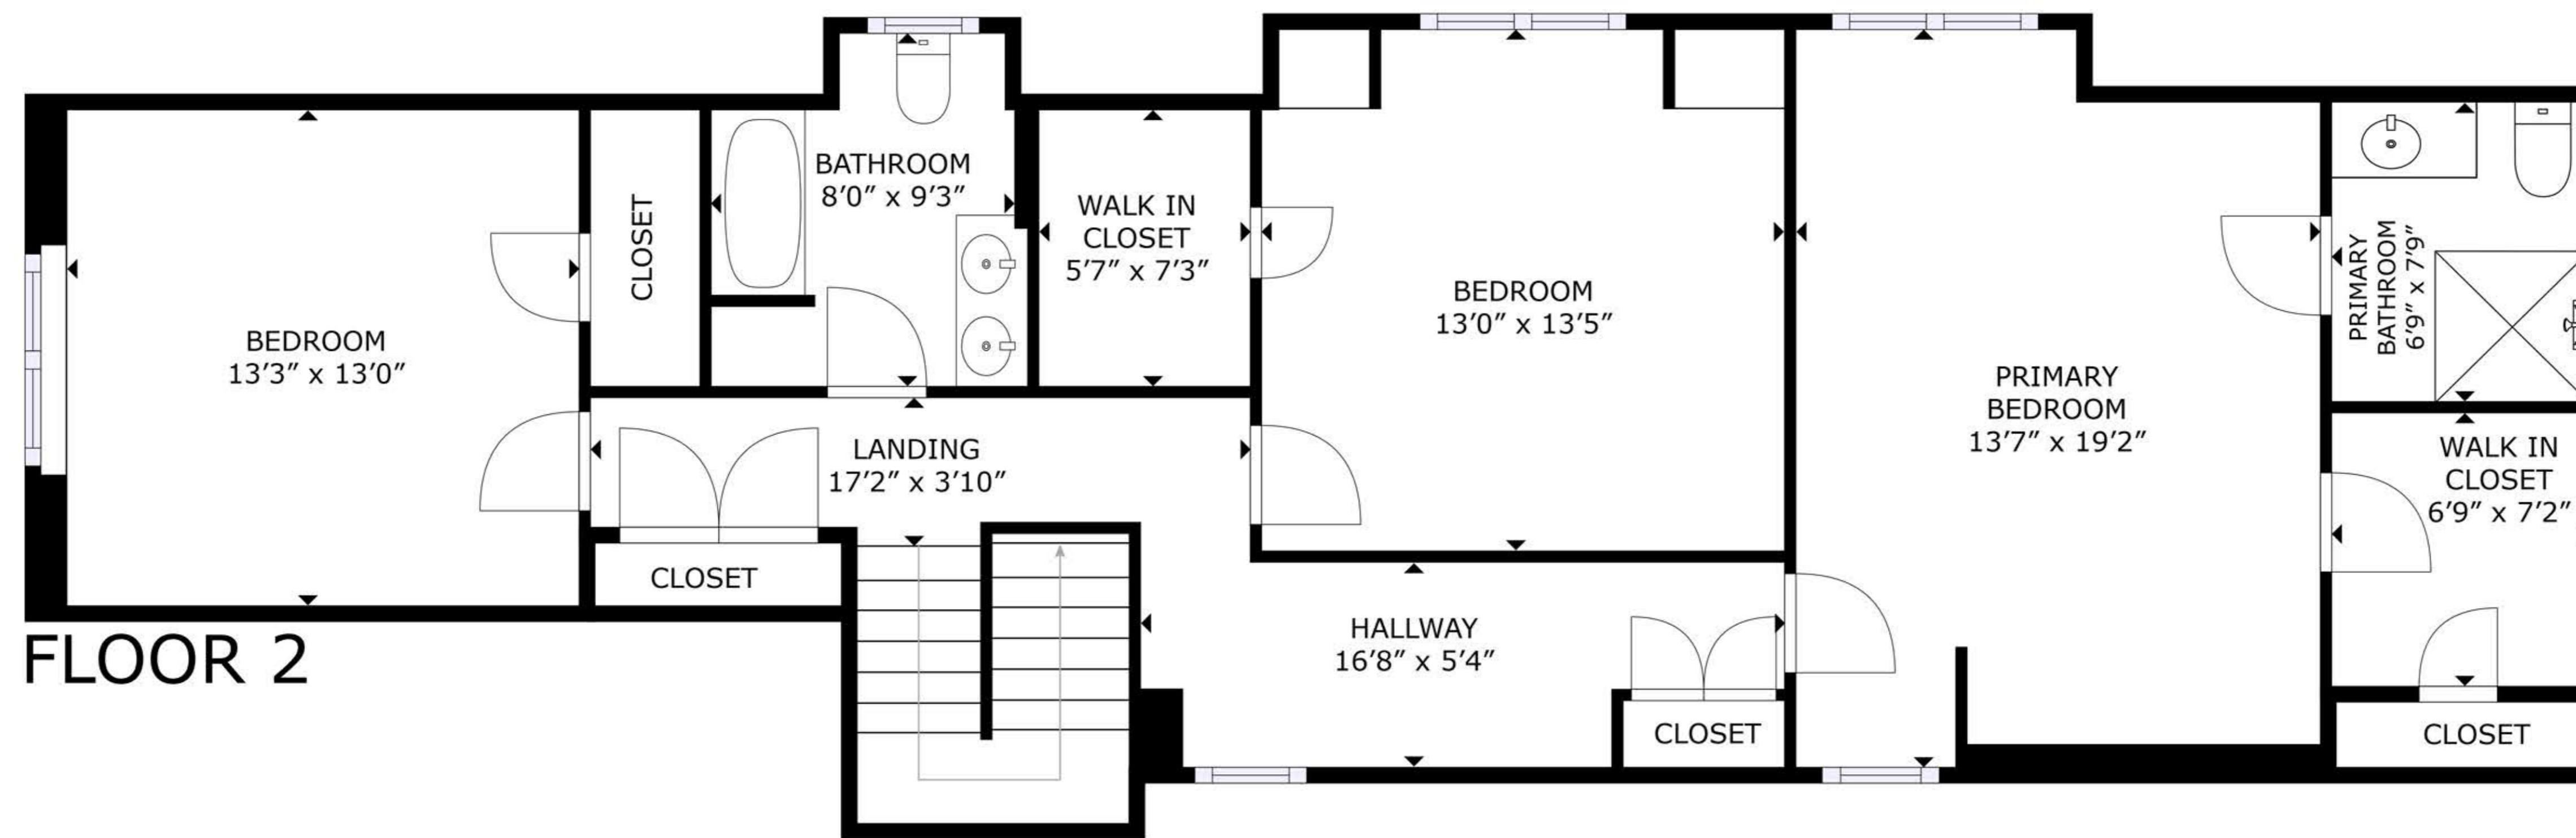 BEDROOM
13'3" x 13'0"
CLOSET
BATHROOM
8'0" x 9'3"
WALK IN
CLOSET
5'7" x 7'3"
BEDROOM
13'0" x 13'5"
PRIMARY
BEDROOM
13'7" x 19'2"
PRIMARY
BATHROOM
6'9" x 7'9"
WALK IN
CLOSET
6'9" x 7'2"
LANDING
17'2" x 3'10"
CLOSET
HALLWAY
16'8" x 5'4"
CLOSET
CLOSET
FLOOR 2